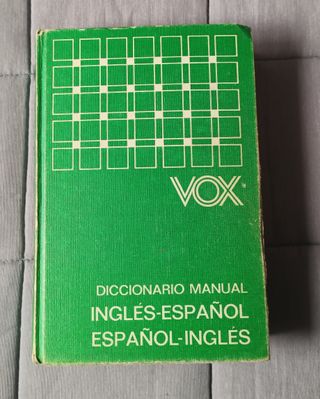 VOX
DICCIONARIO MANUAL
INGLÉS-ESPAÑOL
ESPAÑOL-INGLÉS